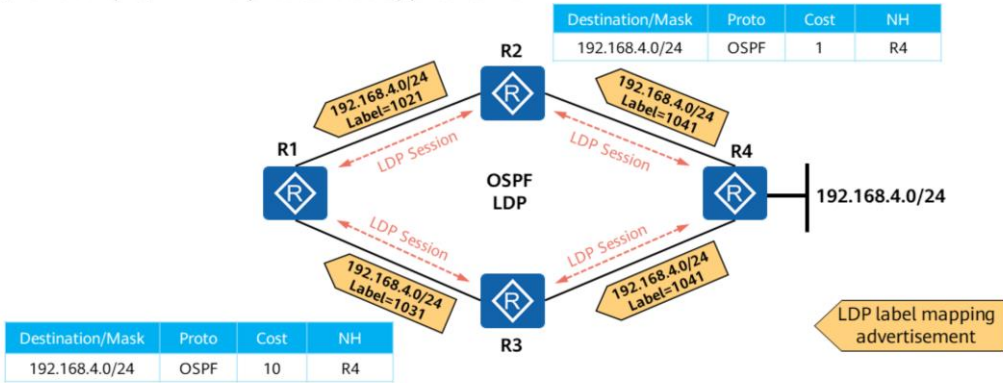 Destination/Mask Proto Cost NH
192.168.4.0/24 OSPF 1 R4
R2
192.168.4.0/24
Label=1021
192.168.4.0/24
Label=1041
LDP Session
LDP Session
R1
R4
OSPF
LDP
192.168.4.0/24
LDP Session
LDP Session
192.168.4.0/24
Label=1031
192.168.4.0/24
Label=1041
R3
LDP label mapping
advertisement
Destination/Mask Proto Cost NH
192.168.4.0/24 OSPF 10 R4